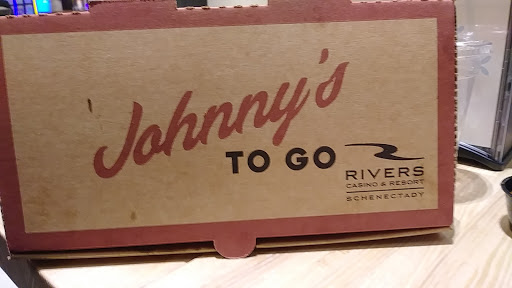 Johnny's
TO GO
RIVERS
CASINO & RESORT
SCHENECTADY